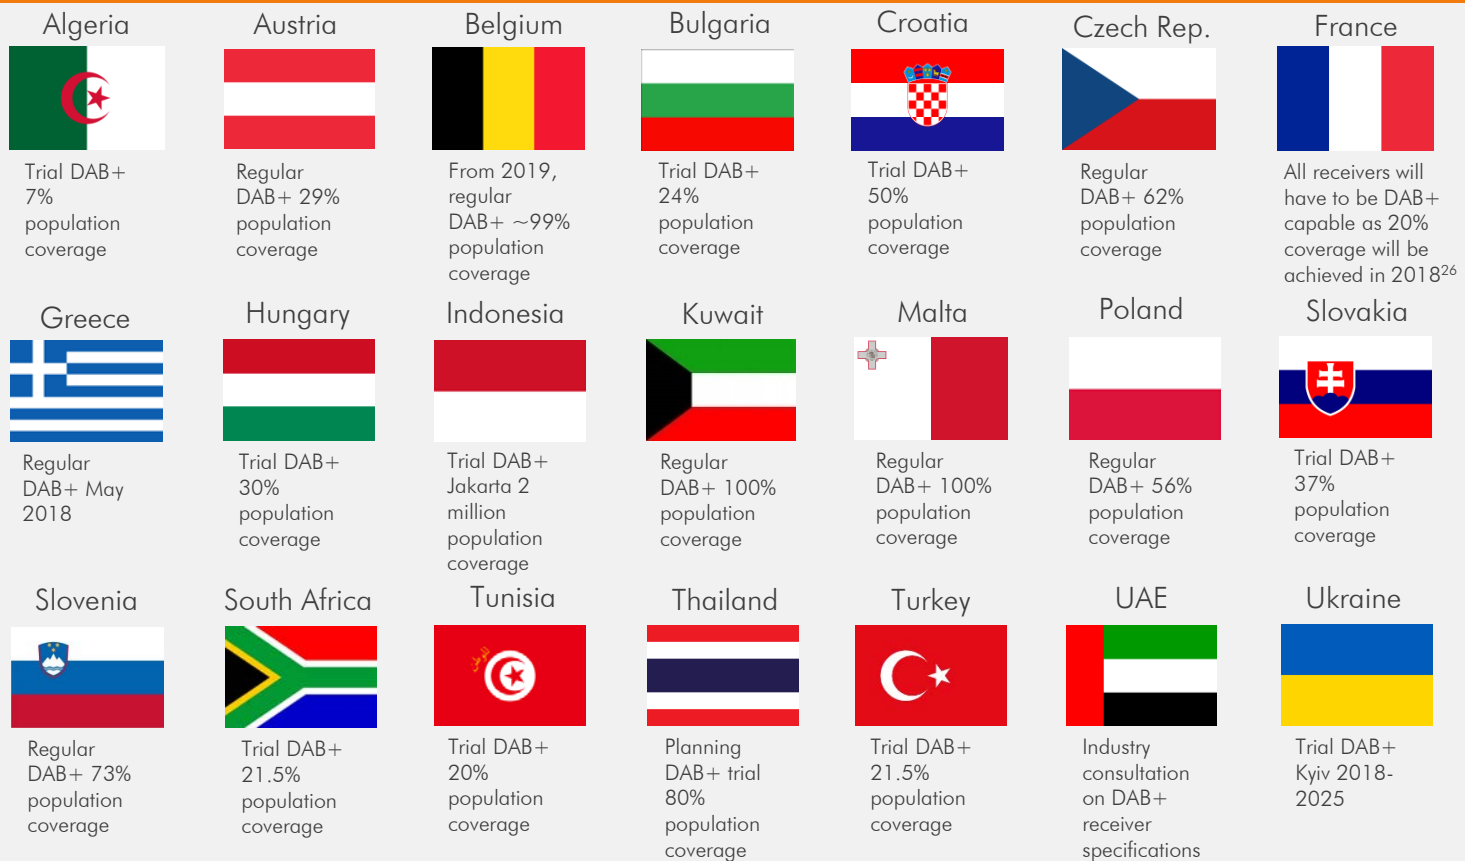 Algeria
Trial DAB+
7%
population
coverage
Austria
Regular
DAB+ 29%
population
coverage
Belgium
From 2019,
regular
DAB+ ~99%
population
coverage
Bulgaria
Trial DAB+
24%
population
coverage
Croatia
Trial DAB+
50%
population
coverage
Czech Rep.
Regular
DAB+ 62%
population
coverage
France
All receivers will
have to be DAB+
capable as 20%
coverage will be
achieved in 2018²⁶
Greece
Regular
DAB+ May
2018
Hungary
Trial DAB+
30%
population
coverage
Indonesia
Trial DAB+
Jakarta 2
million
population
coverage
Kuwait
Regular
DAB+ 100%
population
coverage
Malta
Regular
DAB+ 100%
population
coverage
Poland
Regular
DAB+ 56%
population
coverage
Slovakia
Trial DAB+
37%
population
coverage
Slovenia
Regular
DAB+ 73%
population
coverage
South Africa
Trial DAB+
21.5%
population
coverage
Tunisia
Trial DAB+
20%
population
coverage
Thailand
Planning
DAB+ trial
80%
population
coverage
Turkey
Trial DAB+
21.5%
population
coverage
UAE
Industry
consultation
on DAB+
receiver
specifications
Ukraine
Trial DAB+
Kyiv 2018-
2025